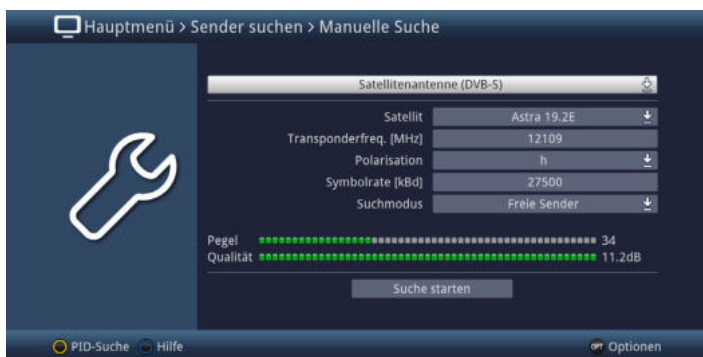 Hauptmenü > Sender suchen > Manuelle Suche
Satellitenantenne (DVB-S)
Satellit Astra 19.2E
Transponderfreq. [MHz] 12109
Polarisation h
Symbolrate [kBd] 27500
Suchmodus Freie Sender
Pegel 34
Qualität 11.2dB
Suche starten
PID-Suche Hilfe OPT Optionen